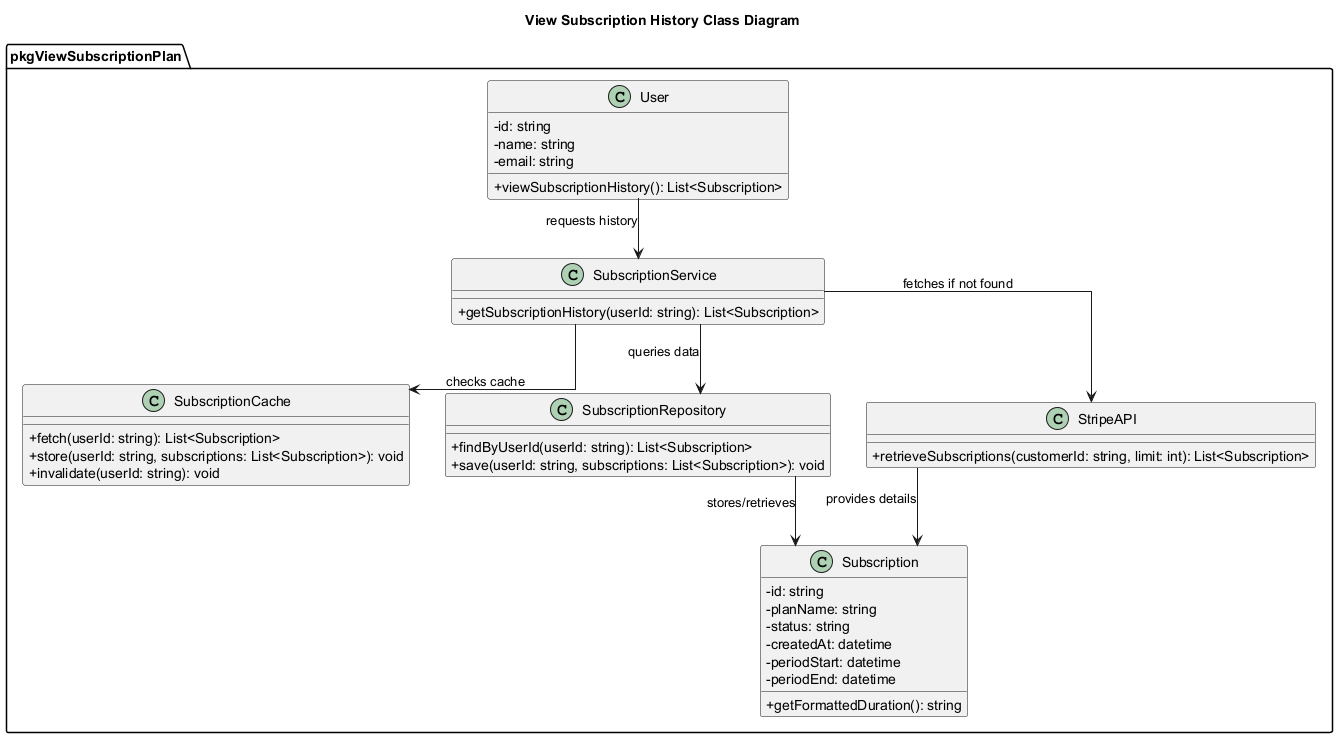 View Subscription History Class Diagram
pkgViewSubscriptionPlan
C User
-id: string
-name: string
-email: string
+viewSubscriptionHistory(): List<Subscription>
requests history
C SubscriptionService
+getSubscriptionHistory(userId: string): List<Subscription>
fetches if not found
queries data
checks cache
C SubscriptionCache
+fetch(userId: string): List<Subscription>
+store(userId: string, subscriptions: List<Subscription>): void
+invalidate(userId: string): void
C SubscriptionRepository
+findByUserId(userId: string): List<Subscription>
+save(userId: string, subscriptions: List<Subscription>): void
C StripeAPI
+retrieveSubscriptions(customerId: string, limit: int): List<Subscription>
stores/retrieves
provides details
C Subscription
-id: string
-planName: string
-status: string
-createdAt: datetime
-periodStart: datetime
-periodEnd: datetime
+getFormattedDuration(): string